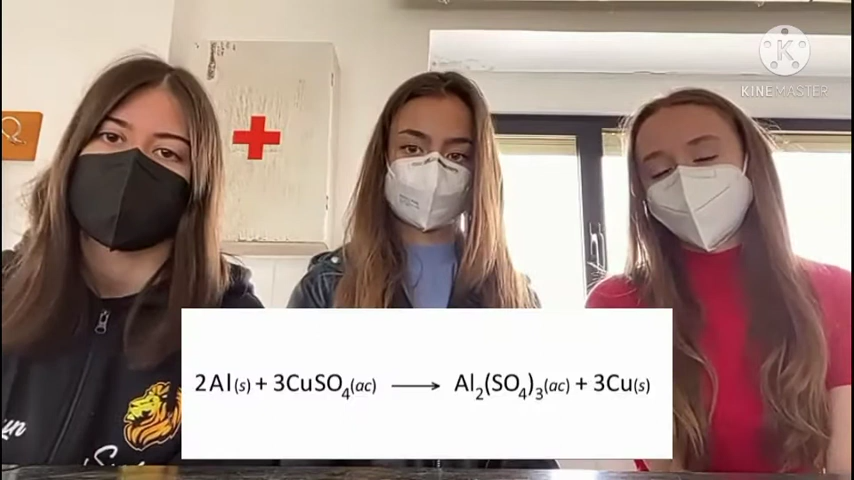 KINEMASTER
2Al(s) + 3CuSO₄(ac) ⟶ Al₂(SO₄)₃(ac) + 3Cu(s)